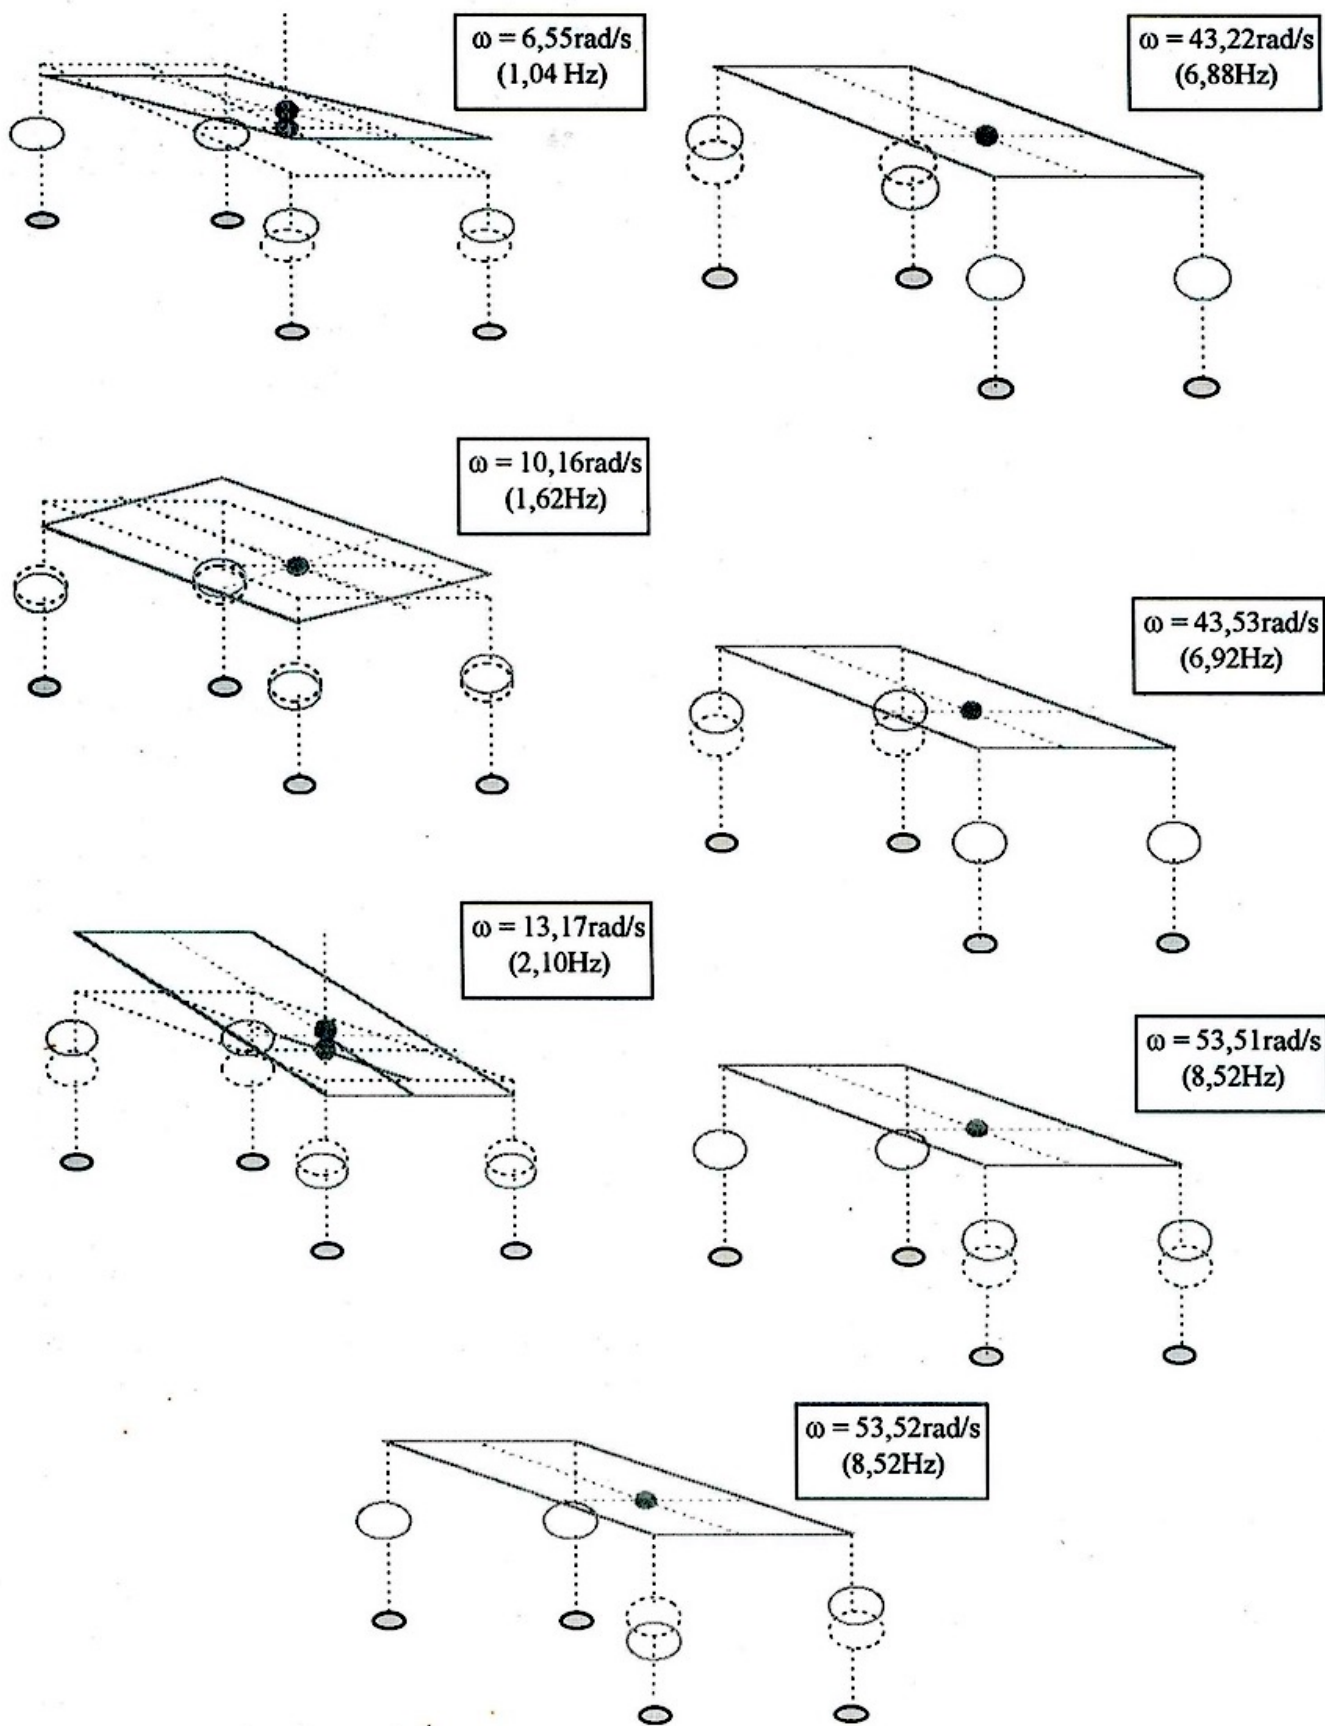 ω = 6,55rad/s
(1,04 Hz)
ω = 43,22rad/s
(6,88Hz)
ω = 10,16rad/s
(1,62Hz)
ω = 43,53rad/s
(6,92Hz)
ω = 13,17rad/s
(2,10Hz)
ω = 53,51rad/s
(8,52Hz)
ω = 53,52rad/s
(8,52Hz)